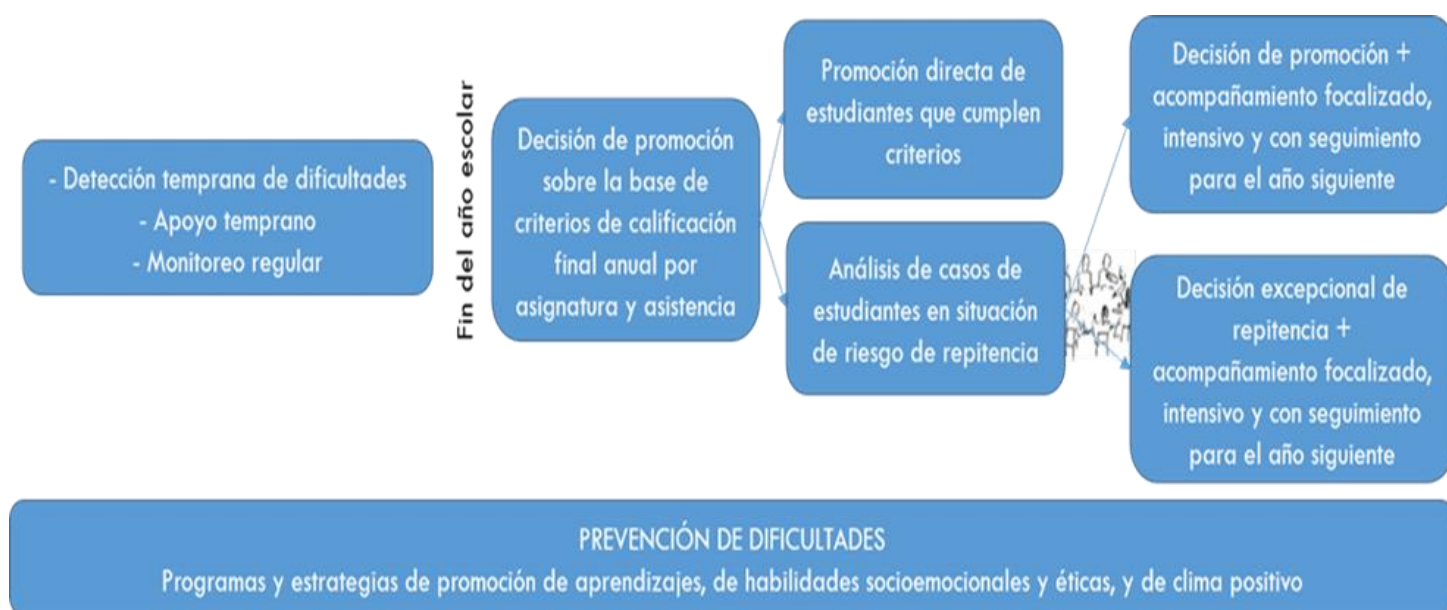 - Detección temprana de dificultades
- Apoyo temprano
- Monitoreo regular
Fin del año escolar
Decisión de promoción
sobre la base de
criterios de calificación
final anual por
asignatura y asistencia
Promoción directa de
estudiantes que cumplen
criterios
Análisis de casos de
estudiantes en situación
de riesgo de repitencia
Decisión de promoción +
acompañamiento focalizado,
intensivo y con seguimiento
para el año siguiente
Decisión excepcional de
repitencia +
acompañamiento focalizado,
intensivo y con seguimiento
para el año siguiente
PREVENCIÓN DE DIFICULTADES
Programas y estrategias de promoción de aprendizajes, de habilidades socioemocionales y éticas, y de clima positivo